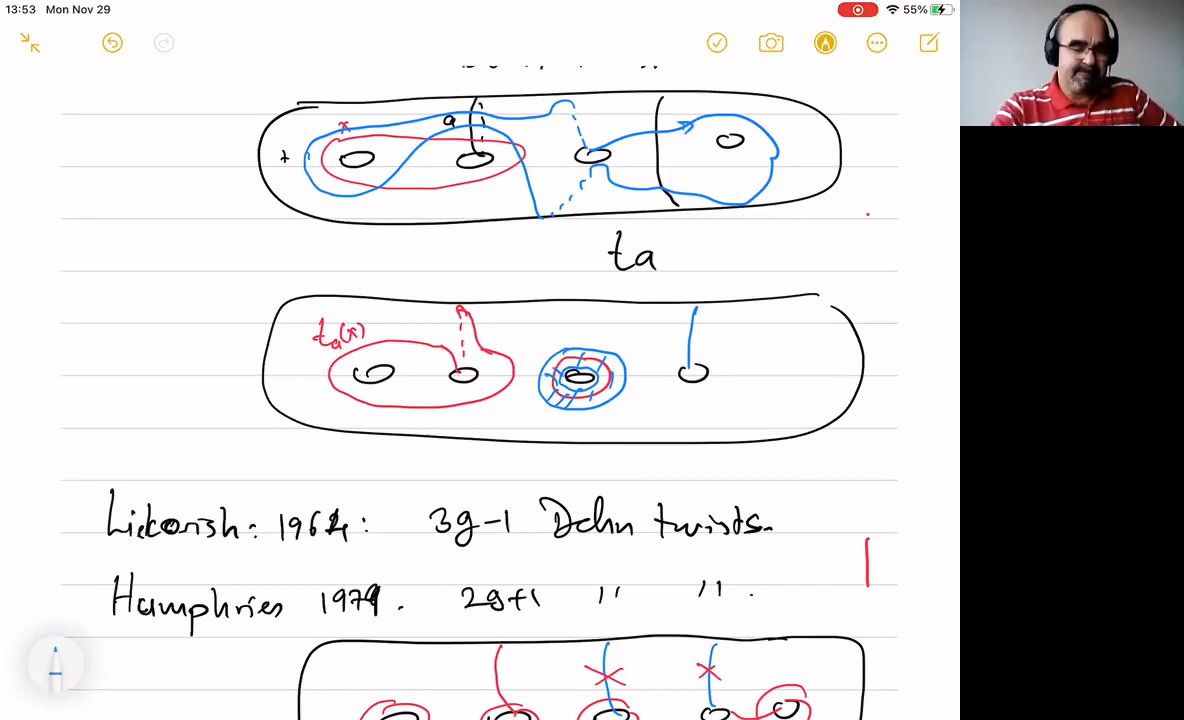 13:53 Mon Nov 29
55%
a
x
ta
ta(x)
Lickorish: 1964: 3g-1 Dehn twists.
Humphries 1979. 2g+1 " " .